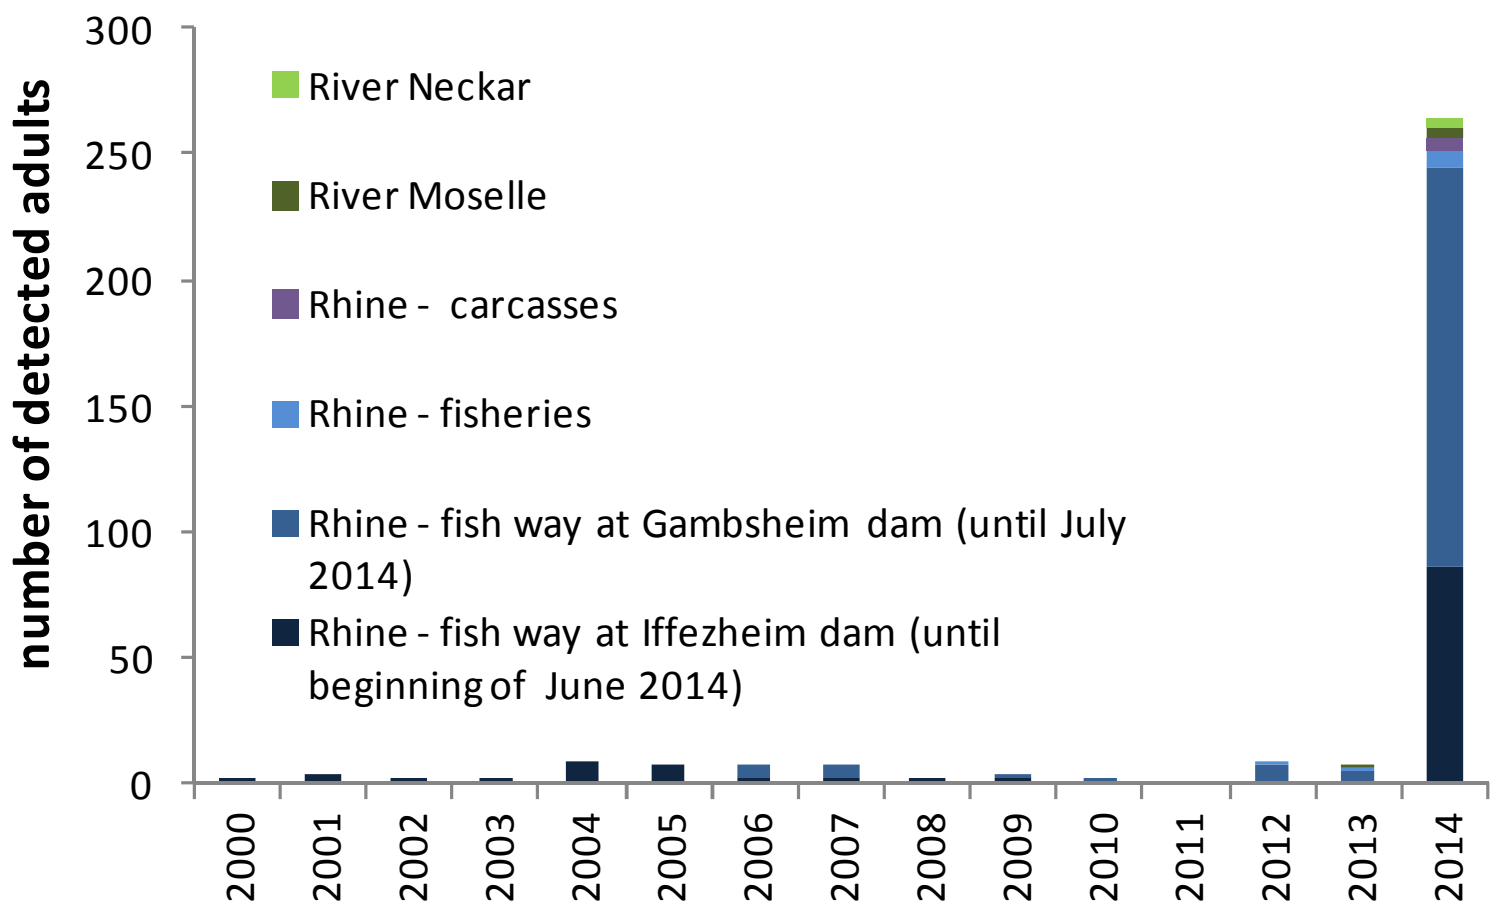 number of detected adults
300
250
200
150
100
50
0
River Neckar
River Moselle
Rhine - carcasses
Rhine - fisheries
Rhine - fish way at Gambsheim dam (until July
2014)
Rhine - fish way at Iffezheim dam (until
beginning of June 2014)
2000
2001
2002
2003
2004
2005
2006
2007
2008
2009
2010
2011
2012
2013
2014